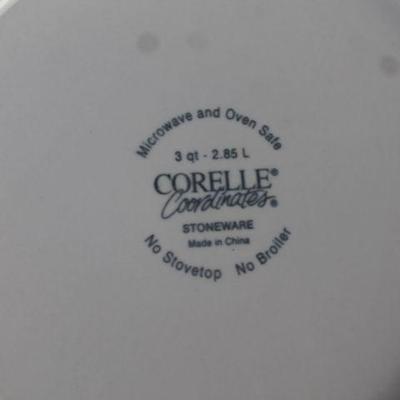 Microwave and Oven Safe
3 qt - 2.85 L
CORELLE®
Coordinates®
STONEWARE
Made in China
No Stovetop No Broiler